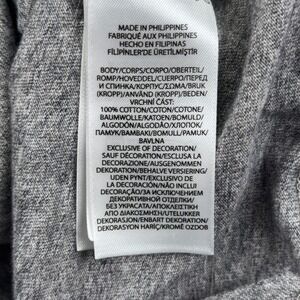 MADE IN PHILIPPINES
FABRIQUÉ AUX PHILIPPINES
HECHO EN FILIPINAS
FİLİPİNLER'DE ÜRETİLMİŞTİR
BODY/CORPS/CORPO/OBERTEIL/
ROMP/HOVEDDEL/CUERPO/ПЕРЕД
И СПИНКА/ΚΟΡΠΥΣ/ДОМА/BRUK
(KROPP)/ANVÄND (KROPP)/BEDEN/
VRCHNÍ ČÁST:
100% COTTON/COTON/COTONE/
BAUMWOLLE/KATOEN/BOMULD/
ALGODÓN/ALGODÃO/ХЛОПОК/
ПАМУК/ΒΑΜΒΑΚΙ/BOMULL/PAMUK/
BAVLNA
EXCLUSIVE OF DECORATION/
SAUF DÉCORATION/ESCLUSA LA
DECORAZIONE/AUSGENOMMEN
DEKORATION/BEHALVE VERSIERING/
UDEN PYNT/EXCLUSIVO DE
LA DECORACIÓN/NÃO INCLUI
DECORAÇÃO/ЗА ИСКЛЮЧЕНИЕМ
ДЕКОРАТИВНОЙ ОТДЕЛКИ/
БЕЗ УКРАСАТА/ΑΠΟΚΛΕΙΣΤΙΚΗ
ΑΠΟ ΔΙΑΚΟΣΜΗΣΗ/UTELUKKER
DEKORASJON/ENBART DEKORATION/
DEKORASYON HARİÇ/KROMĚ OZDOB